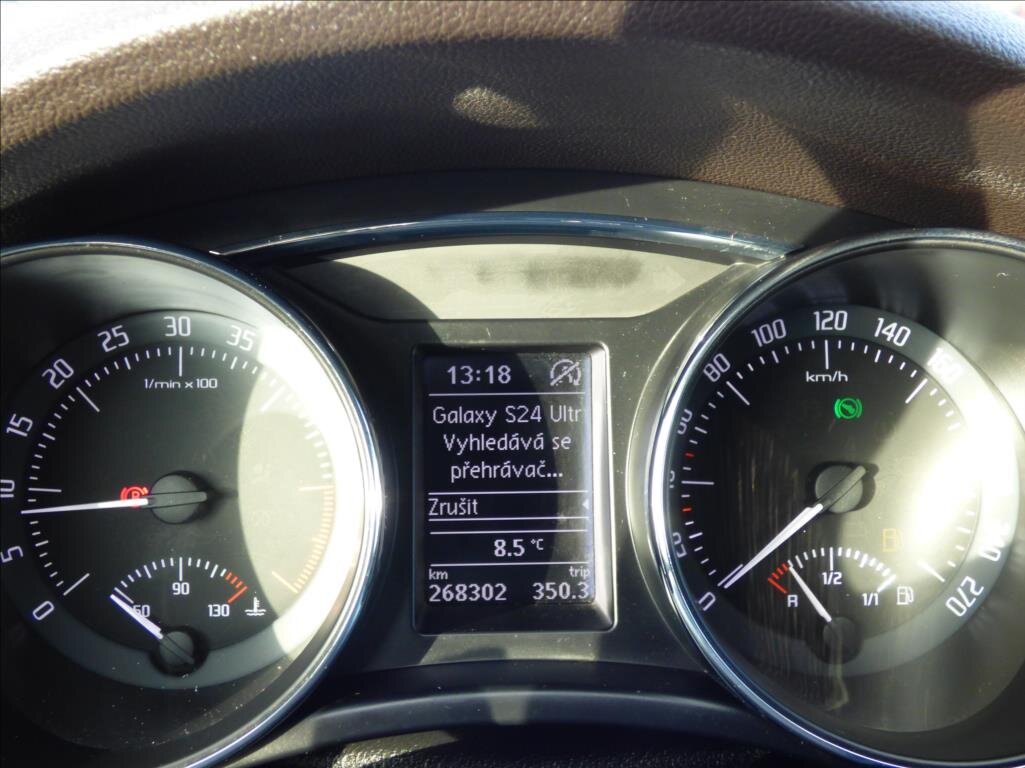 0 5 10 15 20 25 30 35
1/min x 100
P
60 90 130
13:18
Galaxy S24 Ultr
Vyhledává se
přehrávač...
Zrušit
8.5 °C
km trip
268302 350.3
80 100 120 140 160
270
km/h
R 1/2 1/1